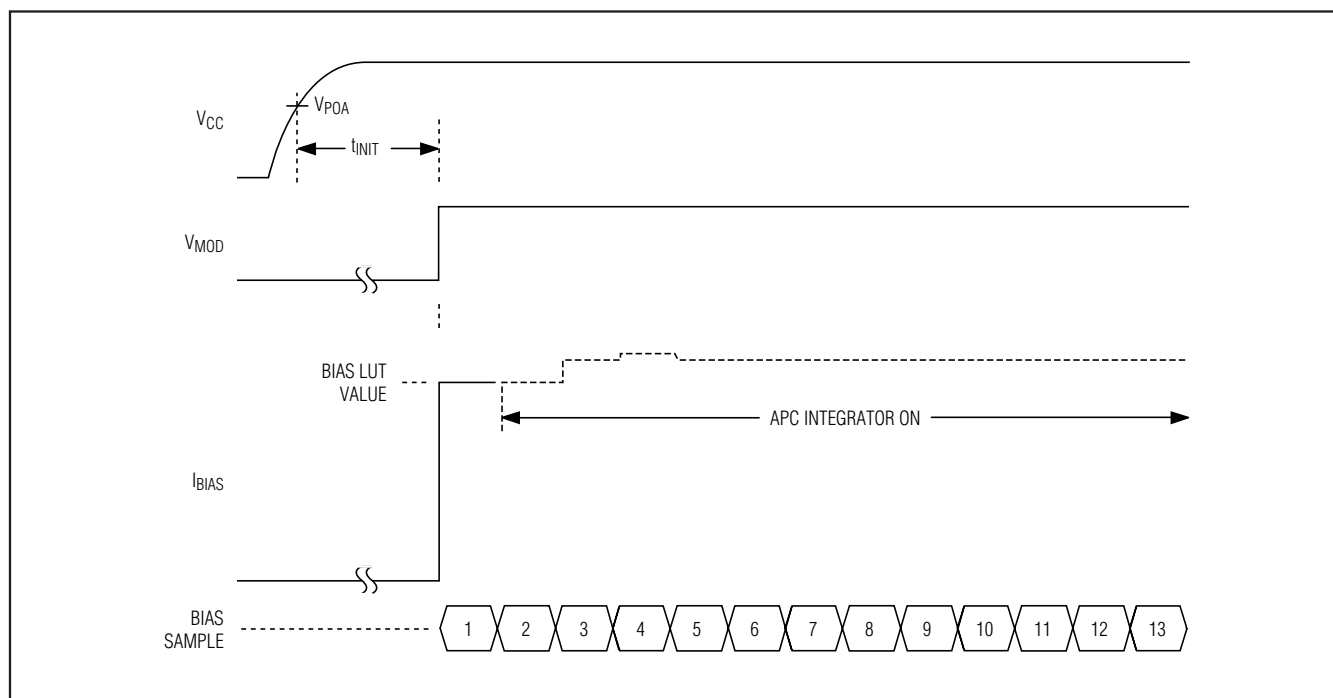 VCC
VPOA
tINIT
VMOD
BIAS LUT
VALUE
APC INTEGRATOR ON
IBIAS
BIAS
SAMPLE
1 2 3 4 5 6 7 8 9 10 11 12 13